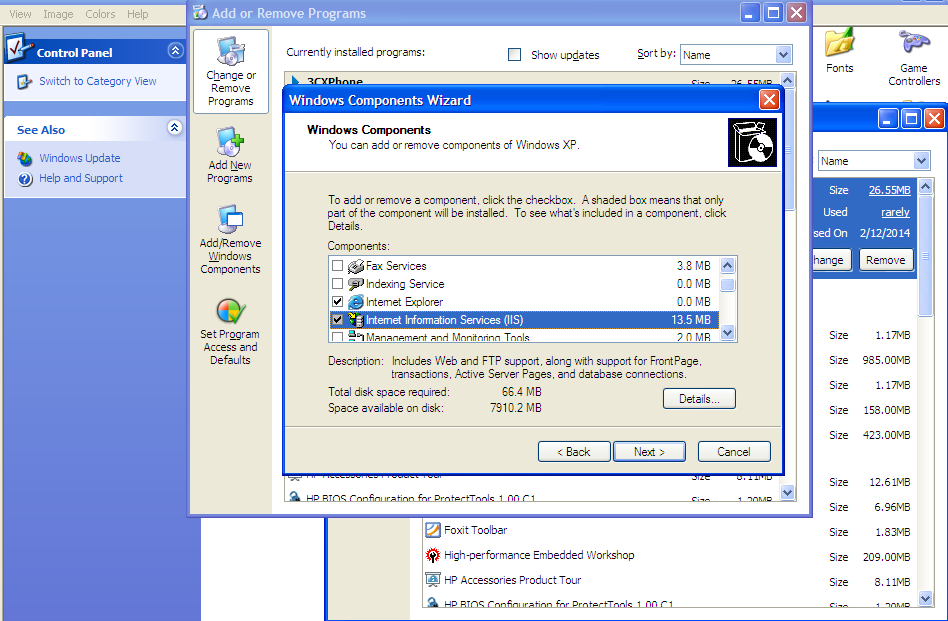 View Image Colors Help
Control Panel
Switch to Category View
See Also
Windows Update
Help and Support
Add or Remove Programs
Change or
Remove
Programs
Add New
Programs
Add/Remove
Windows
Components
Set Program
Access and
Defaults
Currently installed programs:
Show updates
Sort by:
Name
3CXPhone
Size 26.55MB
Windows Components Wizard
Windows Components
You can add or remove components of Windows XP.
To add or remove a component, click the checkbox. A shaded box means that only
part of the component will be installed. To see what's included in a component, click
Details.
Components:
Fax Services 3.8 MB
Indexing Service 0.0 MB
Internet Explorer 0.0 MB
Internet Information Services (IIS) 13.5 MB
Management and Monitoring Tools 2.0 MB
Description: Includes Web and FTP support, along with support for FrontPage,
transactions, Active Server Pages, and database connections.
Total disk space required: 66.4 MB
Space available on disk: 7910.2 MB
Details...
< Back
Next >
Cancel
HP Accessories Product Tour Size 8.11MB
HP BIOS Configuration for ProtectTools 1.00 C1 Size 1.20MB
Fonts
Game
Controllers
Name
Size 26.55MB
Used rarely
sed On 2/12/2014
hange
Remove
Size 1.17MB
Size 985.00MB
Size 1.17MB
Size 158.00MB
Size 423.00MB
Size 12.61MB
Size 6.96MB
Foxit Toolbar Size 1.83MB
High-performance Embedded Workshop Size 209.00MB
HP Accessories Product Tour Size 8.11MB
HP BIOS Configuration for ProtectTools 1.00 C1 Size 1.20MB